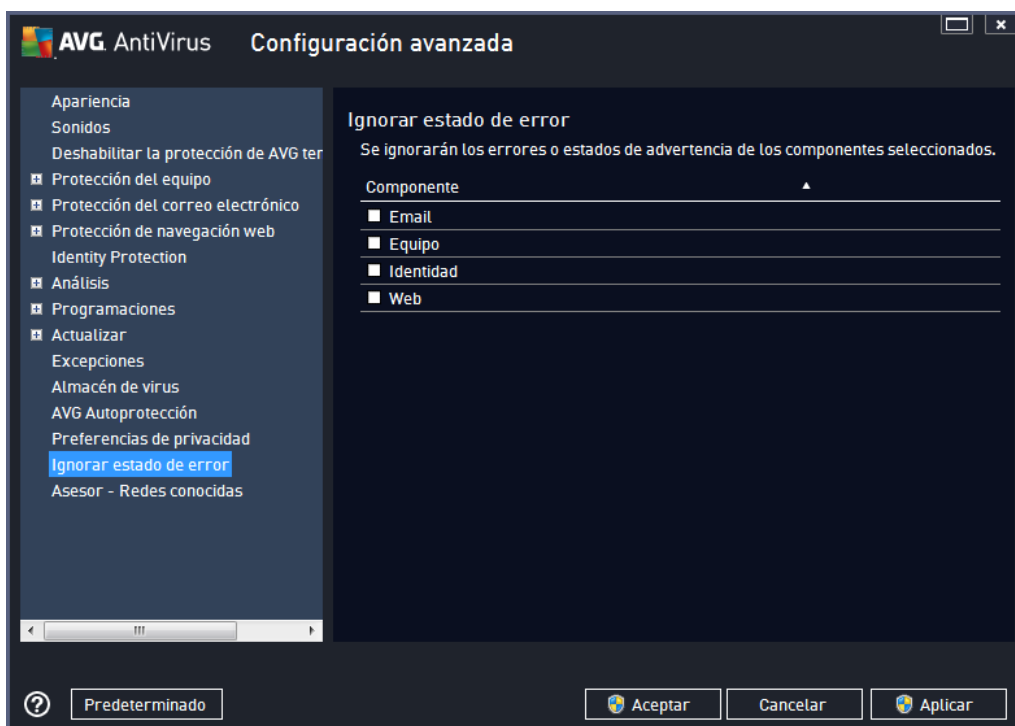 AVG. AntiVirus
Configuración avanzada
Apariencia
Sonidos
Deshabilitar la protección de AVG ter
Protección del equipo
Protección del correo electrónico
Protección de navegación web
Identity Protection
Análisis
Programaciones
Actualizar
Excepciones
Almacén de virus
AVG Autoprotección
Preferencias de privacidad
Ignorar estado de error
Asesor - Redes conocidas
Ignorar estado de error
Se ignorarán los errores o estados de advertencia de los componentes seleccionados.
Componente
Email
Equipo
Identidad
Web
Predeterminado
Aceptar
Cancelar
Aplicar